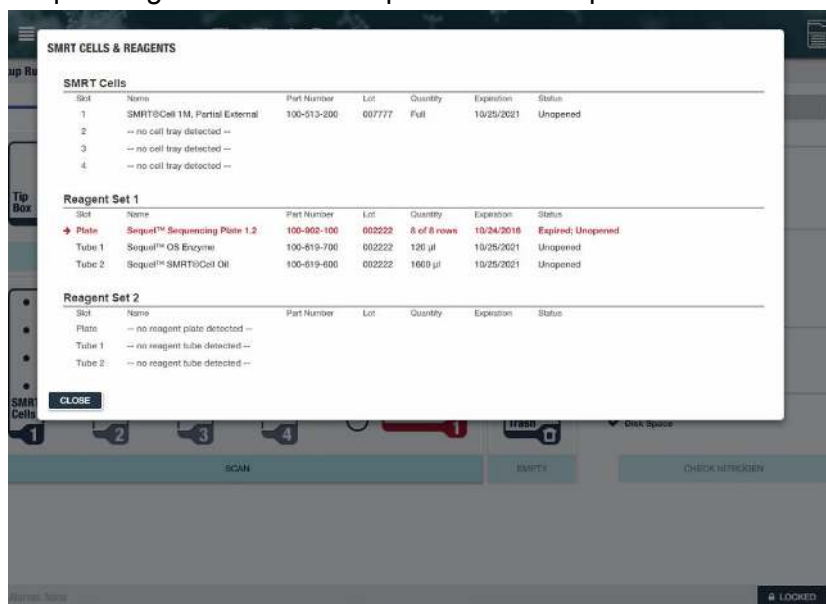 SMRT CELLS & REAGENTS
up Ru
SMRT Cells
Slot Name Part Number Lot Quantity Expiration Status
1 SMRT®Cell 1M, Partial External 100-513-200 007777 Full 10/25/2021 Unopened
2 -- no cell tray detected --
3 -- no cell tray detected --
4 -- no cell tray detected --
Tip
Box
Reagent Set 1
Slot Name Part Number Lot Quantity Expiration Status
Plate Sequel™ Sequencing Plate 1.2 100-902-100 002222 8 of 8 rows 10/24/2016 Expired; Unopened
Tube 1 Sequel™ OS Enzyme 100-619-700 002222 120 µl 10/25/2021 Unopened
Tube 2 Sequel™ SMRT®Cell Oil 100-619-600 002222 1600 µl 10/25/2021 Unopened
Reagent Set 2
Slot Name Part Number Lot Quantity Expiration Status
Plate -- no reagent plate detected --
Tube 1 -- no reagent tube detected --
Tube 2 -- no reagent tube detected --
CLOSE
SMRT
Cells
1 2 3 4 1 Trash Disk Space
SCAN EMPTY CHECK NITROGEN
Alarms: None LOCKED